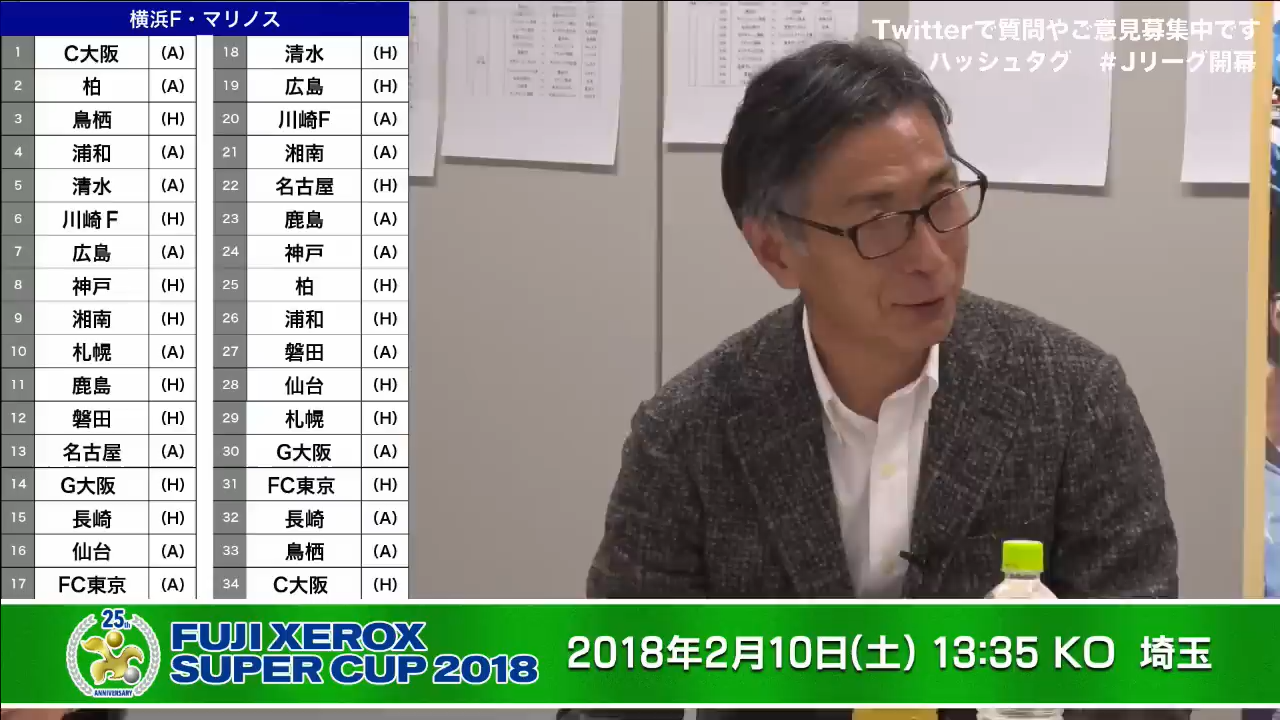 横浜F・マリノス
1 C大阪 (A) 18 清水 (H)
2 柏 (A) 19 広島 (H)
3 鳥栖 (H) 20 川崎F (A)
4 浦和 (A) 21 湘南 (A)
5 清水 (A) 22 名古屋 (H)
6 川崎F (H) 23 鹿島 (A)
7 広島 (A) 24 神戸 (A)
8 神戸 (H) 25 柏 (H)
9 湘南 (H) 26 浦和 (H)
10 札幌 (A) 27 磐田 (A)
11 鹿島 (H) 28 仙台 (H)
12 磐田 (H) 29 札幌 (H)
13 名古屋 (A) 30 G大阪 (A)
14 G大阪 (H) 31 FC東京 (H)
15 長崎 (H) 32 長崎 (A)
16 仙台 (A) 33 鳥栖 (A)
17 FC東京 (A) 34 C大阪 (H)
Twitterで質問やご意見募集中です
ハッシュタグ #Jリーグ開幕
25th
ANNIVERSARY
FUJI XEROX
SUPER CUP 2018
2018年2月10日(土) 13:35 KO 埼玉